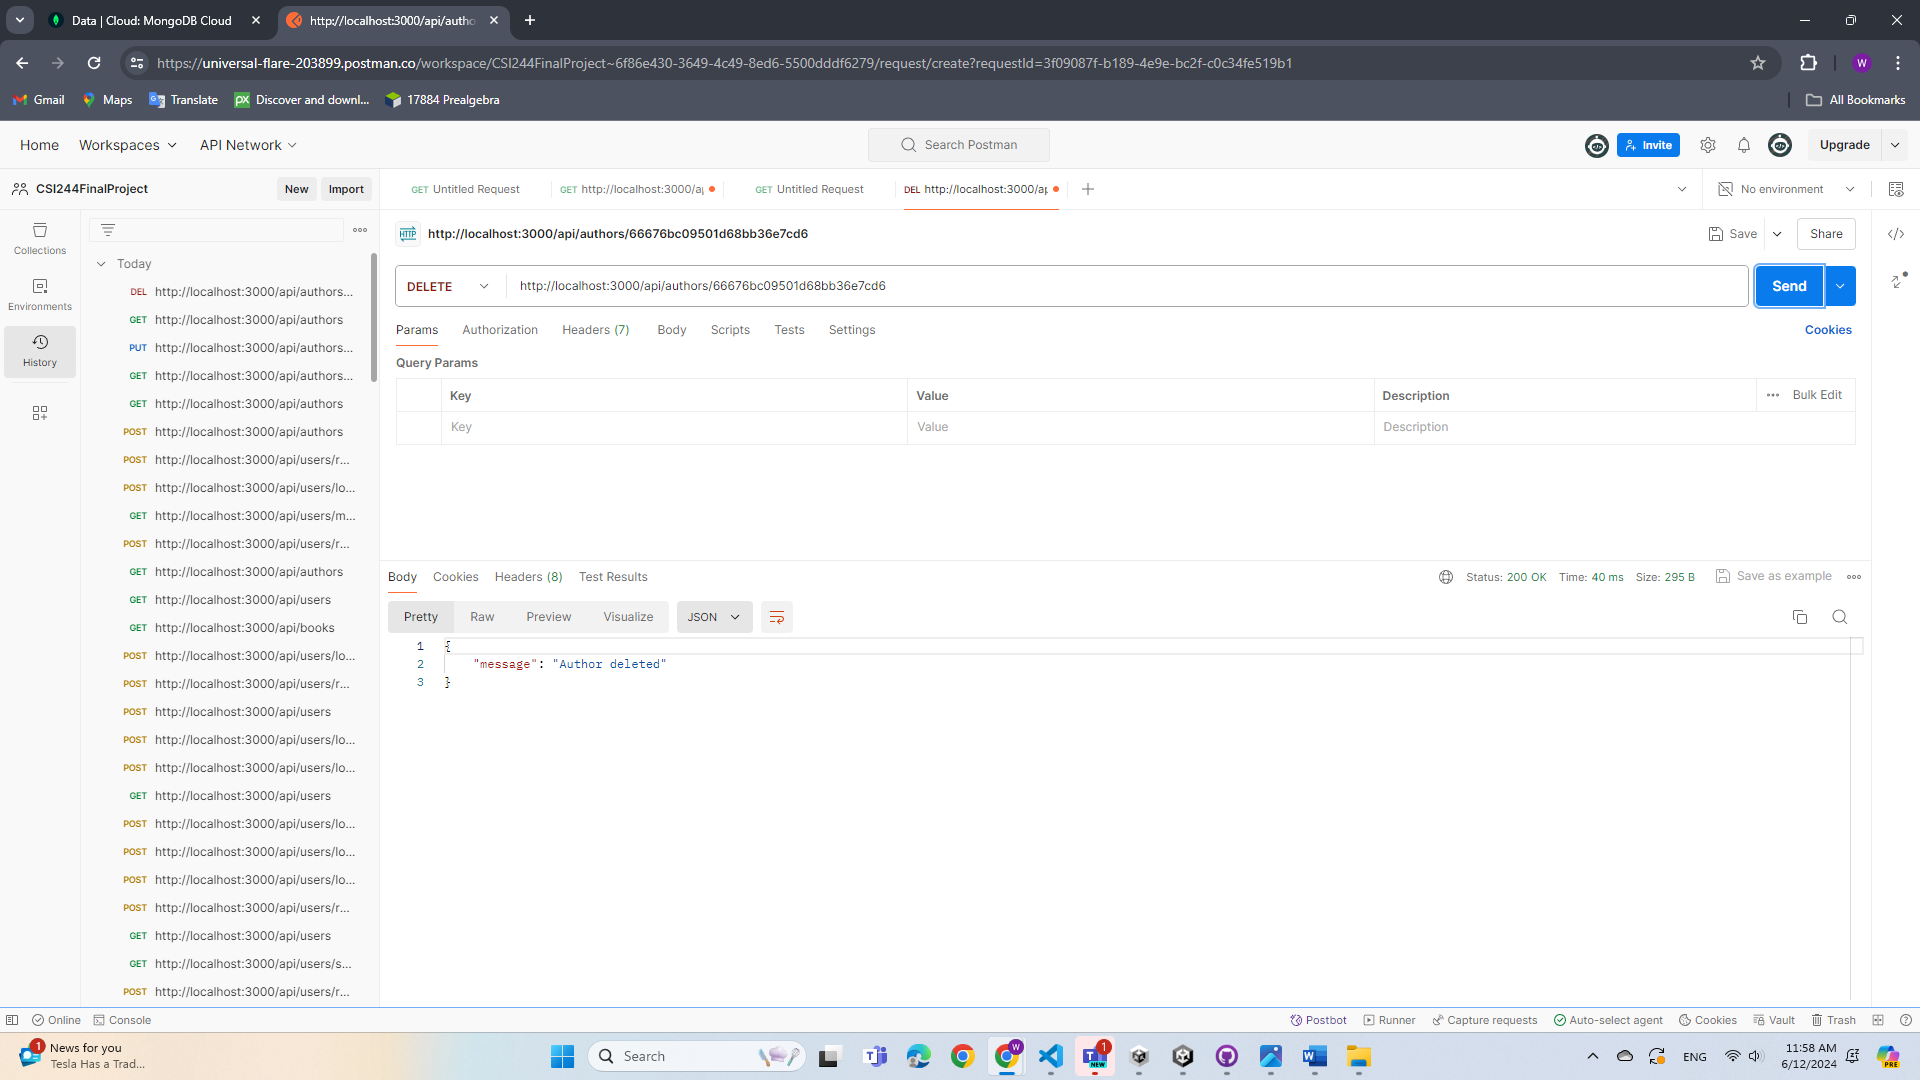 Data | Cloud: MongoDB Cloud
http://localhost:3000/api/autho
https://universal-flare-203899.postman.co/workspace/CSI244FinalProject~6f86e430-3649-4c49-8ed6-5500dddf6279/request/create?requestId=3f09087f-b189-4e9e-bc2f-c0c34fe519b1
W
Gmail
Maps
Translate
Discover and downl...
17884 Prealgebra
All Bookmarks
Home
Workspaces
API Network
Search Postman
Invite
Upgrade
CSI244FinalProject
New
Import
GET Untitled Request
GET http://localhost:3000/a
GET Untitled Request
DEL http://localhost:3000/a
No environment
Collections
Environments
History
Today
DEL http://localhost:3000/api/authors...
GET http://localhost:3000/api/authors
PUT http://localhost:3000/api/authors...
GET http://localhost:3000/api/authors...
GET http://localhost:3000/api/authors
POST http://localhost:3000/api/authors
POST http://localhost:3000/api/users/r...
POST http://localhost:3000/api/users/lo...
GET http://localhost:3000/api/users/m...
POST http://localhost:3000/api/users/r...
GET http://localhost:3000/api/authors
GET http://localhost:3000/api/users
GET http://localhost:3000/api/books
POST http://localhost:3000/api/users/lo...
POST http://localhost:3000/api/users/r...
POST http://localhost:3000/api/users
POST http://localhost:3000/api/users/lo...
POST http://localhost:3000/api/users/lo...
GET http://localhost:3000/api/users
POST http://localhost:3000/api/users/lo...
POST http://localhost:3000/api/users/lo...
POST http://localhost:3000/api/users/lo...
POST http://localhost:3000/api/users/r...
GET http://localhost:3000/api/users
GET http://localhost:3000/api/users/s...
POST http://localhost:3000/api/users/r...
HTTP http://localhost:3000/api/authors/66676bc09501d68bb36e7cd6
Save
Share
DELETE
http://localhost:3000/api/authors/66676bc09501d68bb36e7cd6
Send
Params
Authorization
Headers (7)
Body
Scripts
Tests
Settings
Cookies
Query Params
Key
Value
Description
Bulk Edit
Key
Value
Description
Body
Cookies
Headers (8)
Test Results
Status: 200 OK
Time: 40 ms
Size: 295 B
Save as example
Pretty
Raw
Preview
Visualize
JSON
1 {
2 "message": "Author deleted"
3 }
Online
Console
Postbot
Runner
Capture requests
Auto-select agent
Cookies
Vault
Trash
1
News for you
Tesla Has a Trad...
Search
W
1
NEW
ENG
11:58 AM
6/12/2024
PRE